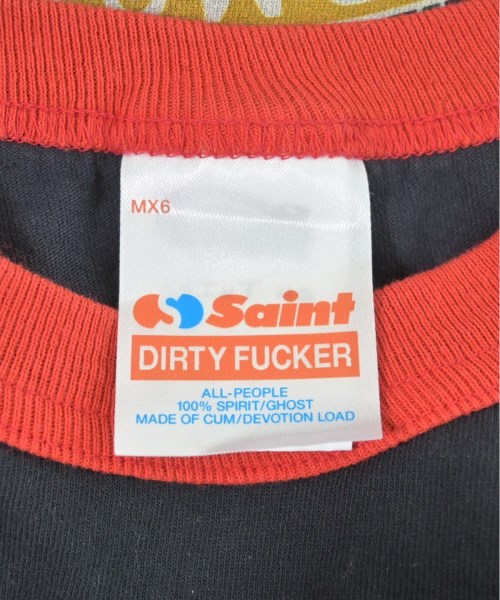 MX6
Saint
DIRTY FUCKER
ALL-PEOPLE
100% SPIRIT/GHOST
MADE OF CUM/DEVOTION LOAD